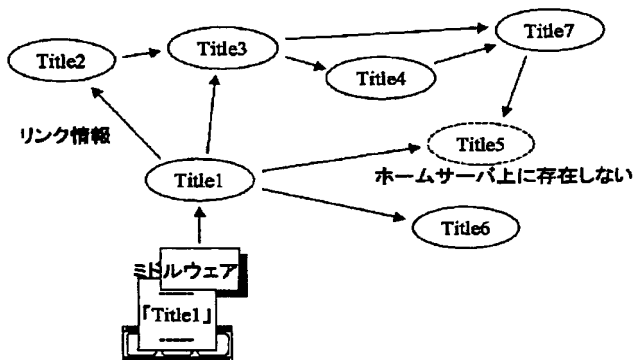 Title7
Title3
Title2
Title4
リンク情報
Title5
ホームサーバ上に存在しない
Title1
Title6
ミドルウェア
「Title1」